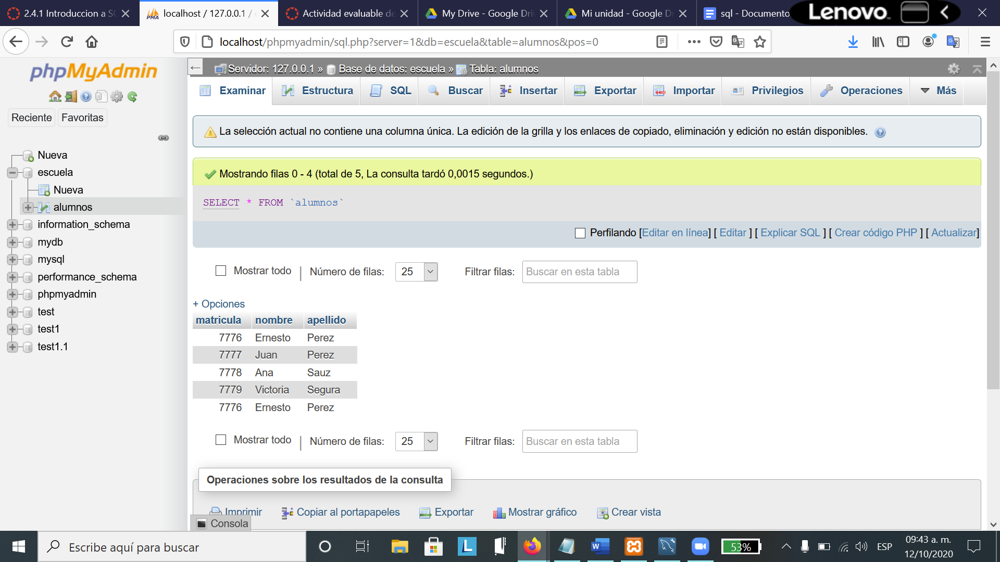 2.4.1 Introduccion a SC
localhost / 127.0.0.1 /
Actividad evaluable de
My Drive - Google Dri
Mi unidad - Google D
sql - Documento
Lenovo
localhost/phpmyadmin/sql.php?server=1&db=escuela&table=alumnos&pos=0
phpMyAdmin
Reciente
Favoritas
Nueva
escuela
Nueva
alumnos
information_schema
mydb
mysql
performance_schema
phpmyadmin
test
test1
test1.1
Servidor: 127.0.0.1 » Base de datos: escuela » Tabla: alumnos
Examinar
Estructura
SQL
Buscar
Insertar
Exportar
Importar
Privilegios
Operaciones
Más
La selección actual no contiene una columna única. La edición de la grilla y los enlaces de copiado, eliminación y edición no están disponibles.
Mostrando filas 0 - 4 (total de 5, La consulta tardó 0,0015 segundos.)
SELECT * FROM `alumnos`
Perfilando [Editar en línea] [ Editar ] [ Explicar SQL ] [ Crear código PHP ] [ Actualizar]
Mostrar todo | Número de filas: 25 Filtrar filas: Buscar en esta tabla
+ Opciones
matricula nombre apellido
7776 Ernesto Perez
7777 Juan Perez
7778 Ana Sauz
7779 Victoria Segura
7776 Ernesto Perez
Mostrar todo | Número de filas: 25 Filtrar filas: Buscar en esta tabla
Operaciones sobre los resultados de la consulta
Imprimir
Copiar al portapapeles
Exportar
Mostrar gráfico
Crear vista
Consola
Escribe aquí para buscar
53%
ESP
09:43 a. m.
12/10/2020